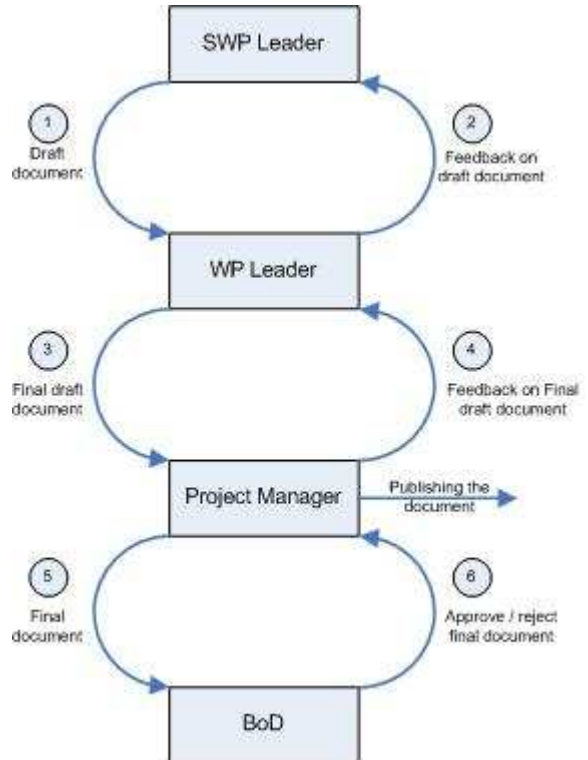 SWP Leader
1
Draft
document
2
Feedback on
draft document
WP Leader
3
Final draft
document
4
Feedback on Final
draft document
Project Manager
Publishing the
document
5
Final
document
6
Approve / reject
final document
BoD